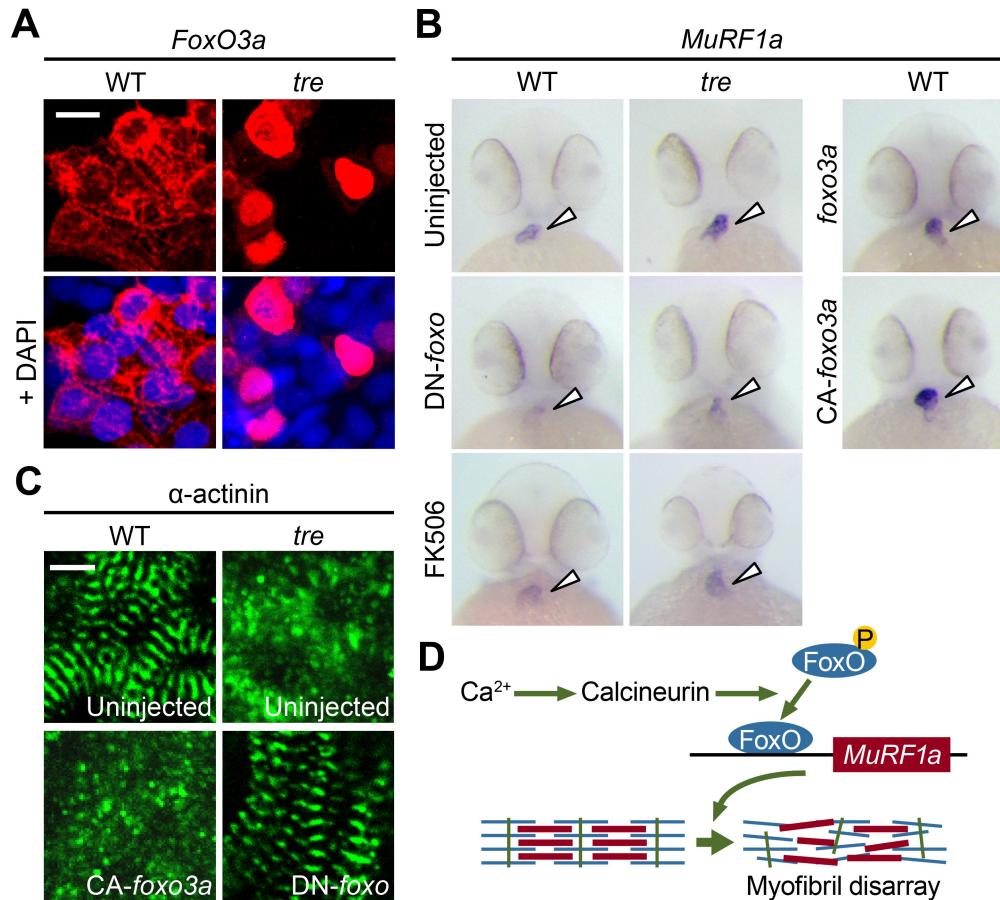 A
FoxO3a
WT
tre
+ DAPI
B
MuRF1a
WT
tre
WT
Uninjected
foxo3a
DN-foxo
CA-foxo3a
FK506
C
α-actinin
WT
tre
Uninjected
Uninjected
CA-foxo3a
DN-foxo
D
P
FoxO
Ca²⁺
Calcineurin
FoxO
MuRF1a
Myofibril disarray